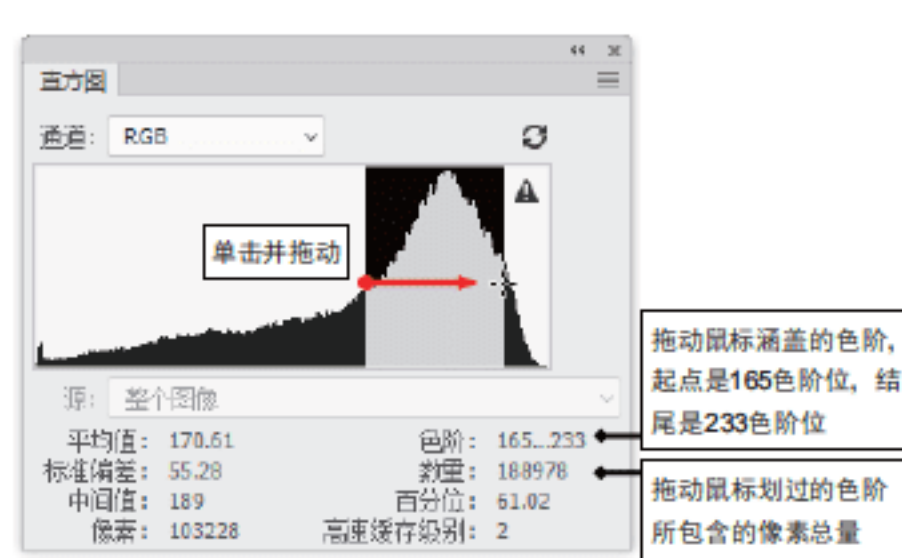 直方图
通道: RGB
单击并拖动
拖动鼠标涵盖的色阶,
起点是165色阶位, 结
尾是233色阶位
源: 整个图像
平均值: 170.61 色阶: 165...233
标准偏差: 55.28 数量: 188978
中间值: 189 百分位: 61.02
像素: 103228 高速缓存级别: 2
拖动鼠标划过的色阶
所包含的像素总量